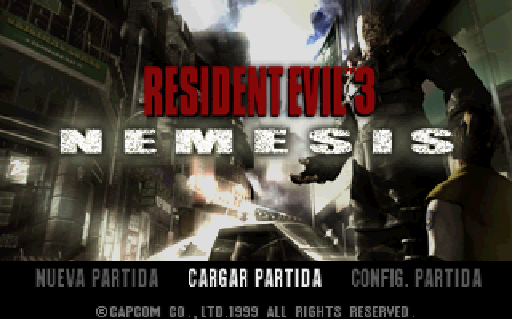 RESIDENT EVIL 3
NEMESIS
NUEVA PARTIDA CARGAR PARTIDA CONFIG. PARTIDA
©CAPCOM CO.,LTD.1999 ALL RIGHTS RESERVED.